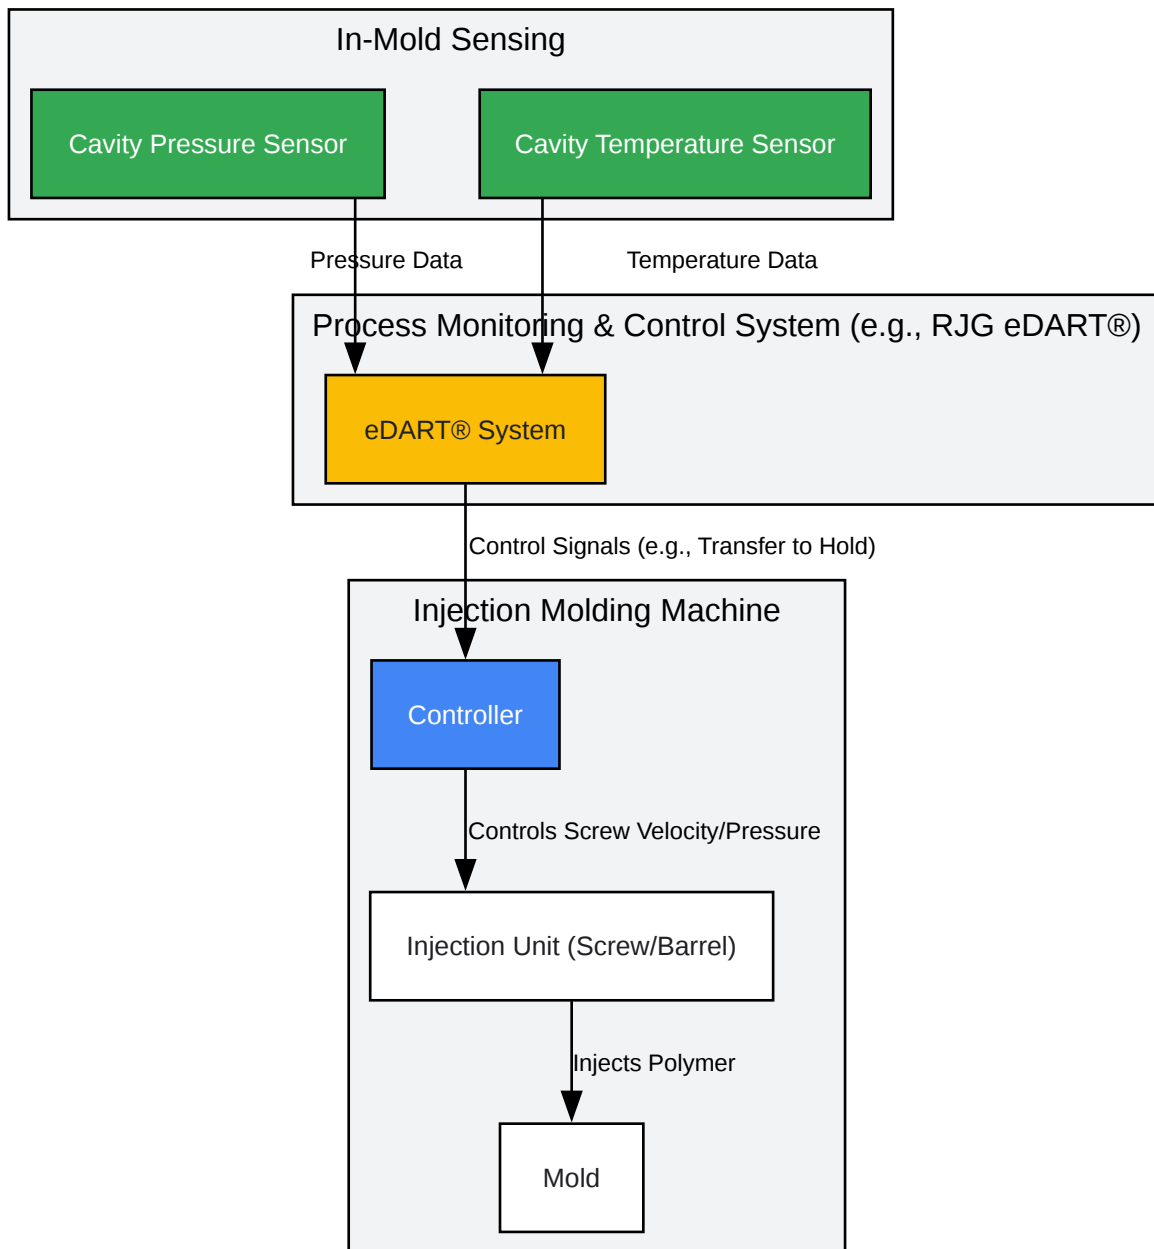 In-Mold Sensing
Cavity Pressure Sensor
Cavity Temperature Sensor
Pressure Data
Temperature Data
Process Monitoring & Control System (e.g., RJG eDART®)
eDART® System
Control Signals (e.g., Transfer to Hold)
Injection Molding Machine
Controller
Controls Screw Velocity/Pressure
Injection Unit (Screw/Barrel)
Injects Polymer
Mold